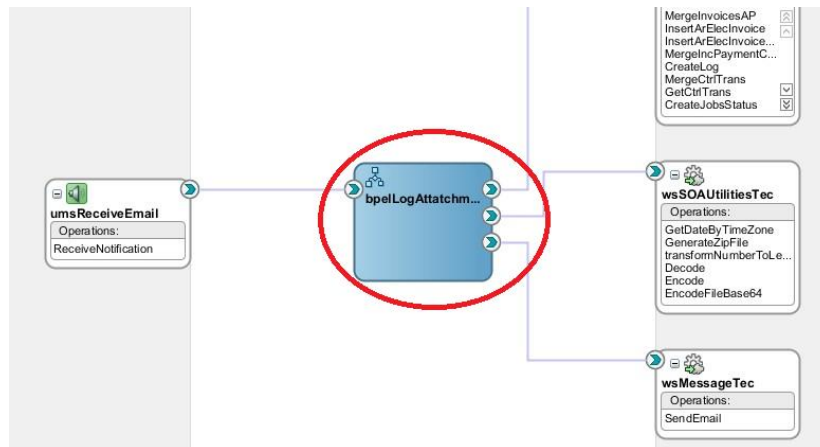 MergeInvoicesAP
InsertArElecInvoice
InsertArElecInvoice...
MergeIncPaymentC...
CreateLog
MergeCtrlTrans
GetCtrlTrans
CreateJobsStatus
umsReceiveEmail
Operations:
ReceiveNotification
bpelLogAttatchm...
wsSOAUtilitiesTec
Operations:
GetDateByTimeZone
GenerateZipFile
transformNumberToLe...
Decode
Encode
EncodeFileBase64
wsMessageTec
Operations:
SendEmail